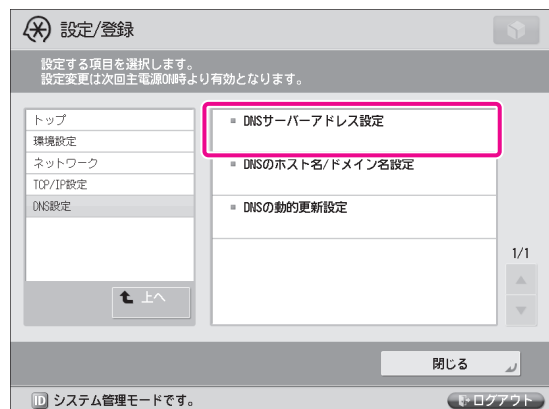 設定/登録
設定する項目を選択します。
設定変更は次回主電源ON時より有効となります。
トップ
環境設定
ネットワーク
TCP/IP設定
DNS設定
上へ
DNSサーバーアドレス設定
DNSのホスト名/ドメイン名設定
DNSの動的更新設定
1/1
閉じる
ID システム管理モードです。
ログアウト